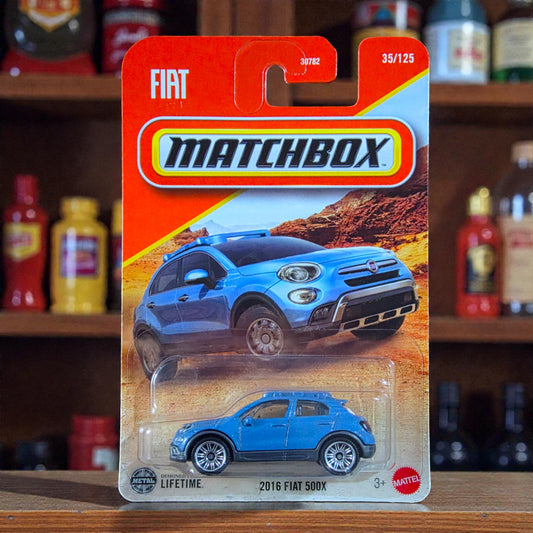 30782
35/125
FIAT
MATCHBOX
METAL
LIFETIME
2016 FIAT 500X
3+
MATTEL